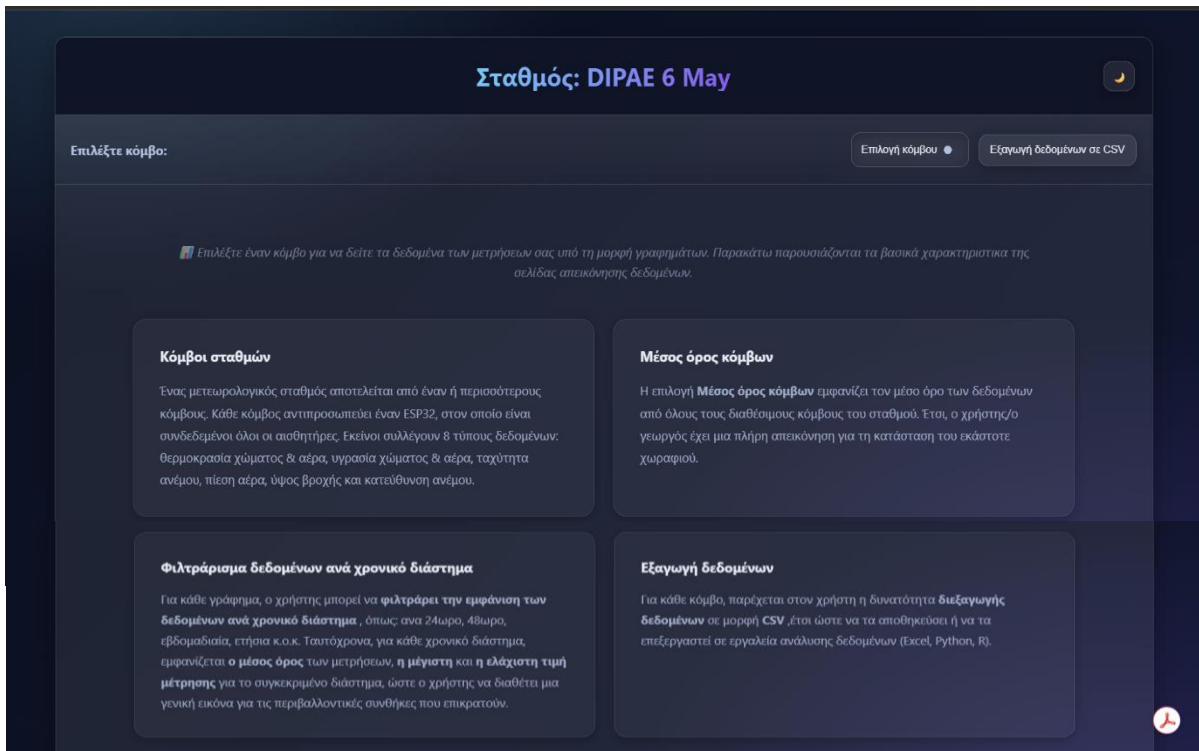 Σταθμός: DIPAE 6 May
Επιλέξτε κόμβο:
Επιλογή κόμβου
Εξαγωγή δεδομένων σε CSV
Επιλέξτε έναν κόμβο για να δείτε τα δεδομένα των μετρήσεων σας υπό τη μορφή γραφημάτων. Παρακάτω παρουσιάζονται τα βασικά χαρακτηριστικα της
σελίδας απεικόνησης δεδομένων.
Κόμβοι σταθμών
Ένας μετεωρολογικός σταθμός αποτελείται από έναν ή περισσότερους
κόμβους. Κάθε κόμβος αντιπροσωπεύει έναν ESP32, στον οποίο είναι
συνδεδεμένοι όλοι οι αισθητήρες. Εκείνοι συλλέγουν 8 τύπους δεδομένων:
θερμοκρασία χώματος & αέρα, υγρασία χώματος & αέρα, ταχύτητα
ανέμου, πίεση αέρα, ύψος βροχής και κατεύθυνση ανέμου.
Μέσος όρος κόμβων
Η επιλογή Μέσος όρος κόμβων εμφανίζει τον μέσο όρο των δεδομένων
από όλους τους διαθέσιμους κόμβους του σταθμού. Έτσι, ο χρήστης/ο
γεωργός έχει μια πλήρη απεικόνηση για τη κατάσταση του εκάστοτε
χωραφιού.
Φιλτράρισμα δεδομένων ανά χρονικό διάστημα
Για κάθε γράφημα, ο χρήστης μπορεί να φιλτράρει την εμφάνιση των
δεδομένων ανά χρονικό διάστημα , όπως: ανα 24ωρο, 48ωρο,
εβδομαδιαία, ετήσια κ.ο.κ. Ταυτόχρονα, για κάθε χρονικό διάστημα,
εμφανίζεται ο μέσος όρος των μετρήσεων, η μέγιστη και η ελάχιστη τιμή
μέτρησης για το συγκεκριμένο διάστημα, ώστε ο χρήστης να διαθέτει μια
γενική εικόνα για τις περιβαλλοντικές συνθήκες που επικρατούν.
Εξαγωγή δεδομένων
Για κάθε κόμβο, παρέχεται στον χρήστη η δυνατότητα διεξαγωγής
δεδομένων σε μορφή CSV ,έτσι ώστε να τα αποθηκεύσει ή να τα
επεξεργαστεί σε εργαλεία ανάλυσης δεδομένων (Excel, Python, R).